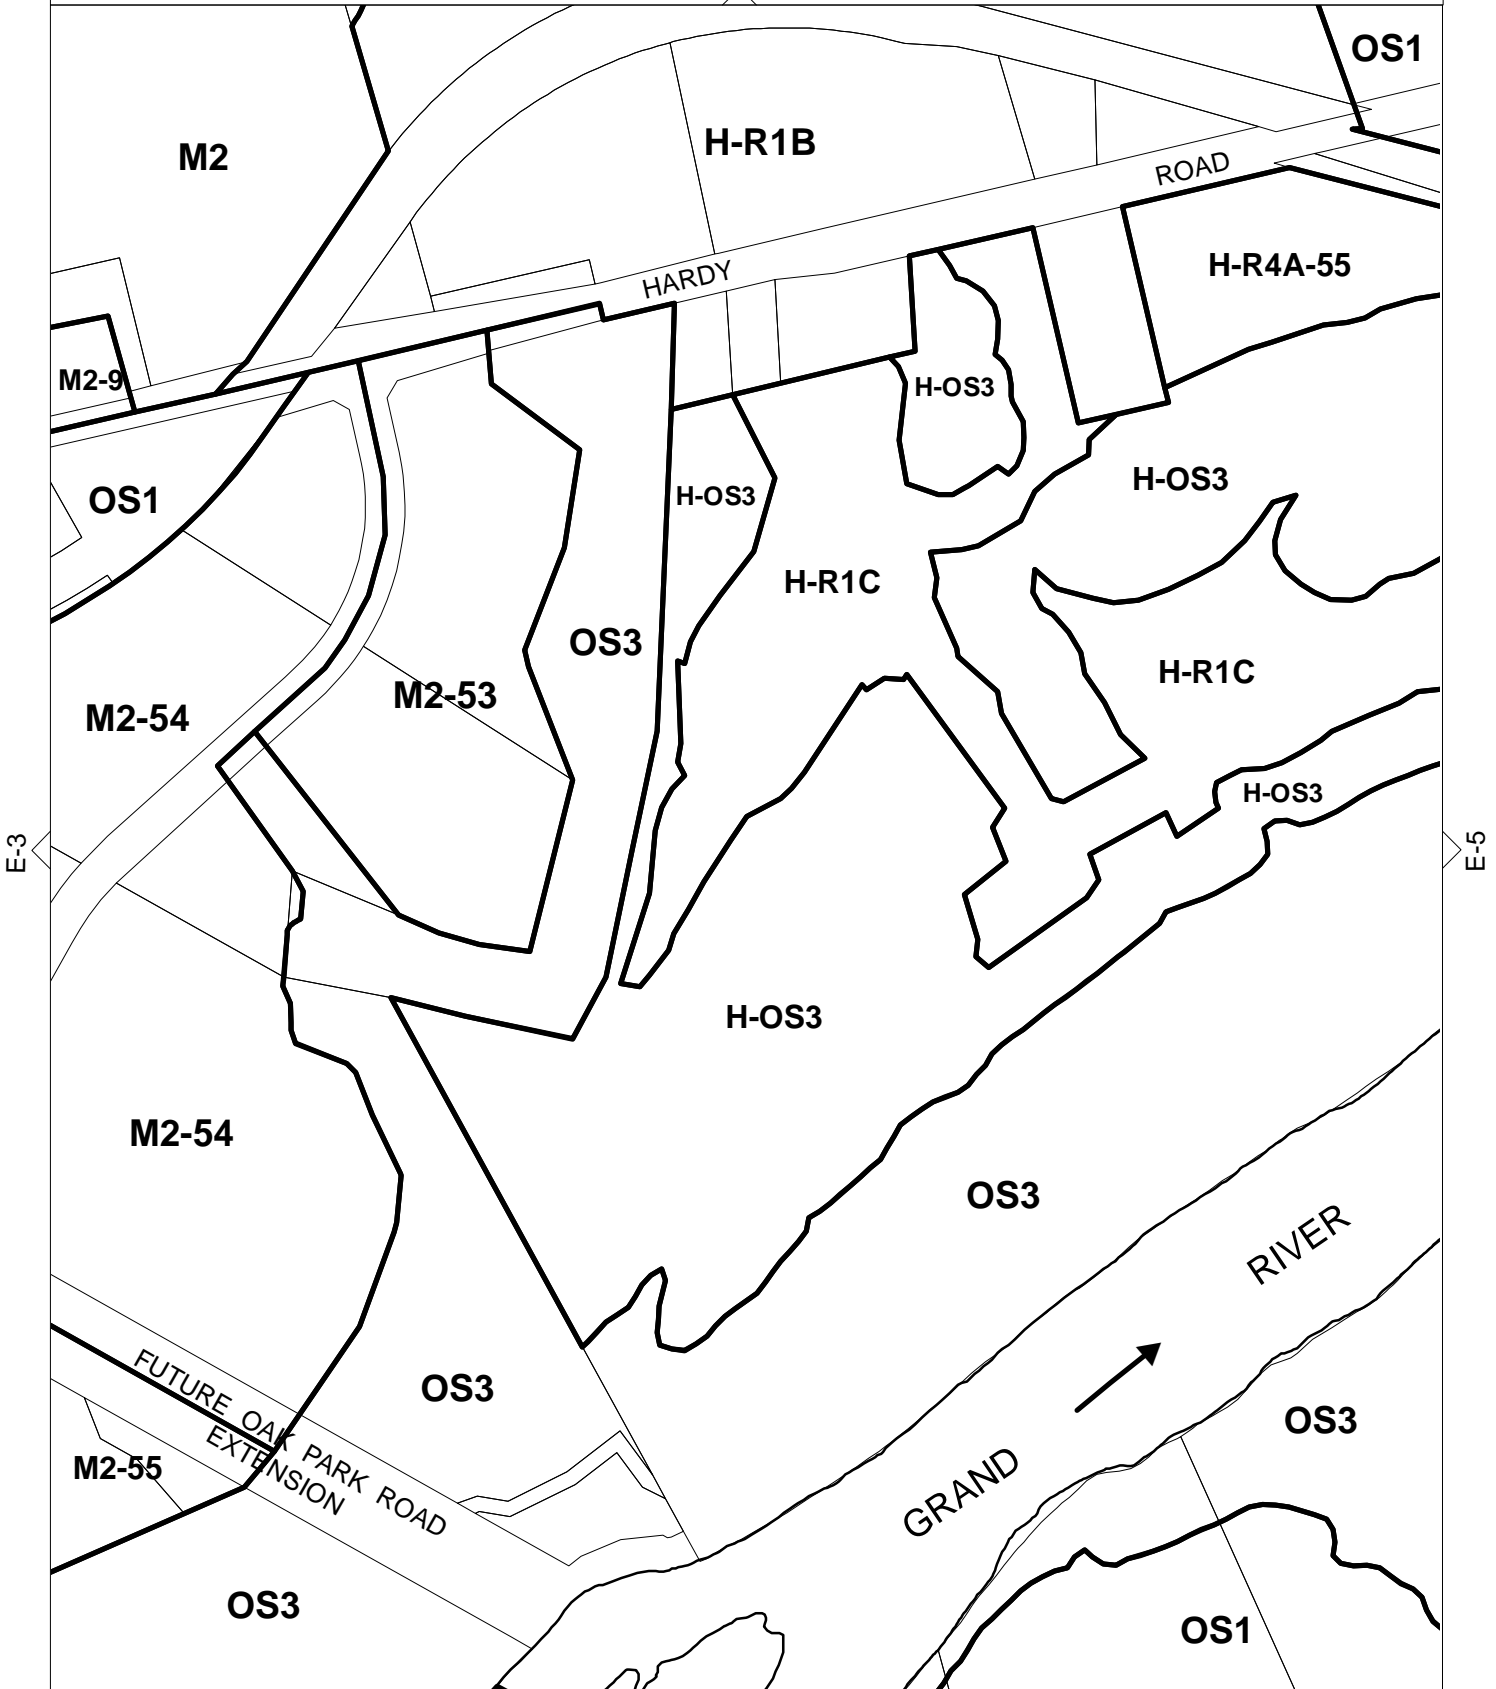 OS1
M2
H-R1B
ROAD
H-R4A-55
HARDY
M2-9
H-OS3
H-OS3
H-OS3
OS1
H-R1C
OS3
H-R1C
M2-53
M2-54
H-OS3
E-3
E-5
H-OS3
M2-54
OS3
RIVER
OS3
OS3
FUTURE OAK PARK ROAD
EXTENSION
M2-55
GRAND
OS3
OS1